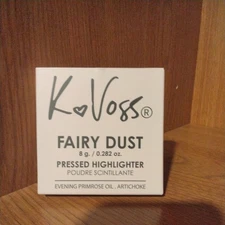 K♥Voss®
FAIRY DUST
8 g. / 0.282 oz.
PRESSED HIGHLIGHTER
POUDRE SCINTILLANTE
EVENING PRIMROSE OIL, ARTICHOKE